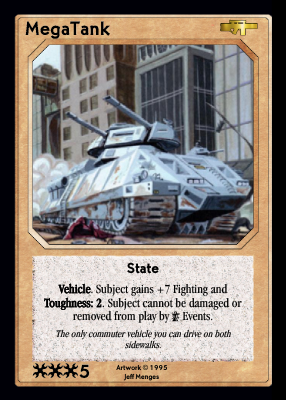 MegaTank
State
Vehicle. Subject gains +7 Fighting and
Toughness: 2. Subject cannot be damaged or
removed from play by Events.
The only commuter vehicle you can drive on both
sidewalks.
5
Artwork © 1995
Jeff Menges